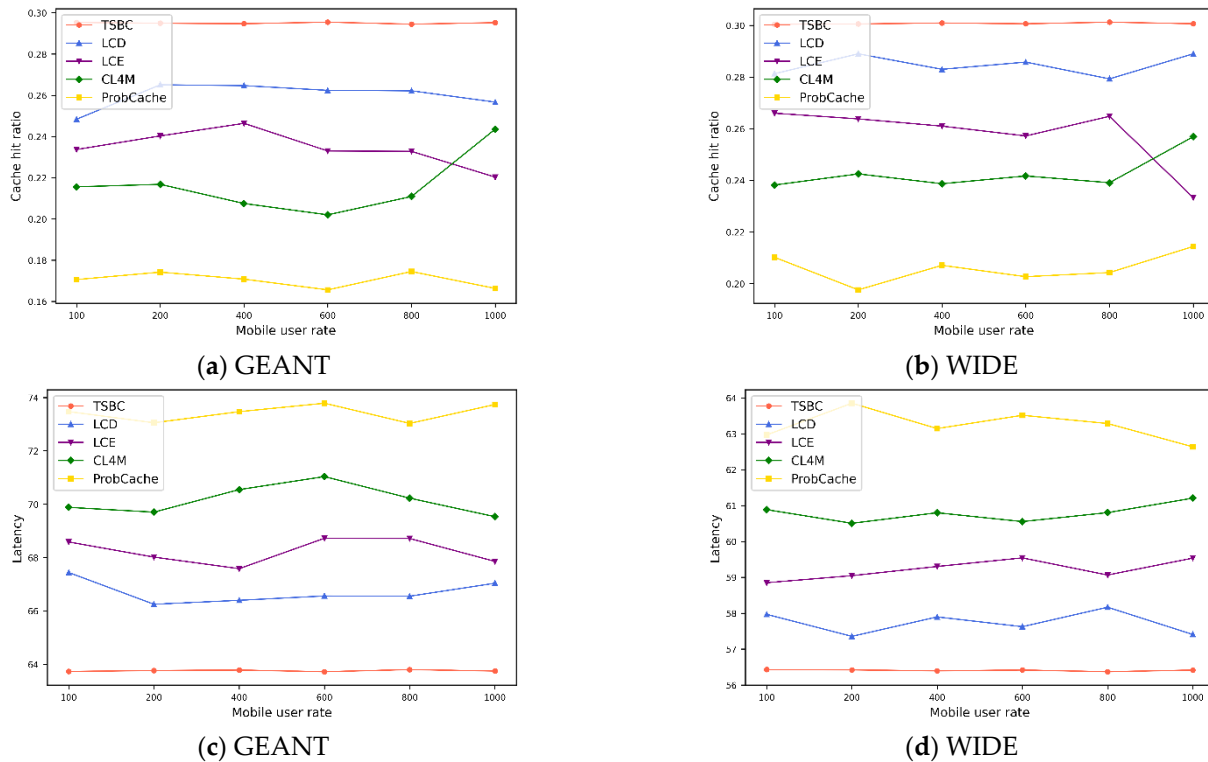 0.30
0.28
0.26
0.24
0.22
0.20
0.18
0.16
Cache hit ratio
TSBC
LCD
LCE
CL4M
ProbCache
100 200 400 600 800 1000
Mobile user rate
(a) GEANT
0.30
0.28
0.26
0.24
0.22
0.20
Cache hit ratio
TSBC
LCD
LCE
CL4M
ProbCache
100 200 400 600 800 1000
Mobile user rate
(b) WIDE
74
72
70
68
66
64
Latency
TSBC
LCD
LCE
CL4M
ProbCache
100 200 400 600 800 1000
Mobile user rate
(c) GEANT
64
63
62
61
60
59
58
57
56
Latency
TSBC
LCD
LCE
CL4M
ProbCache
100 200 400 600 800 1000
Mobile user rate
(d) WIDE